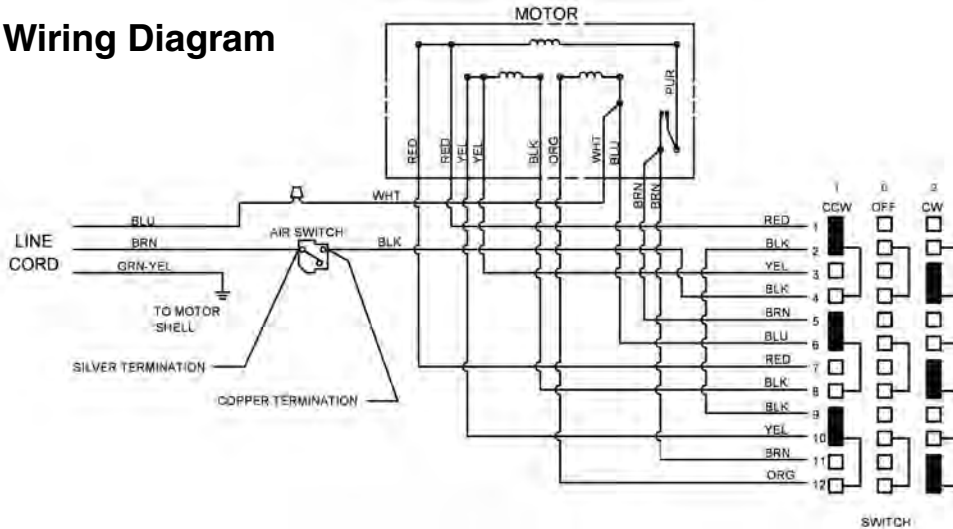 Wiring Diagram
MOTOR
PUR
RED
RED
YEL
YEL
BLK
ORG
WHT
BLU
BRN
BRN
WHT
BLU
LINE
CORD
BRN
AIR SWITCH
BLK
GRN-YEL
TO MOTOR
SHELL
SILVER TERMINATION
COPPER TERMINATION
1 0 2
CCW OFF CW
RED 1
BLK 2
YEL 3
BLK 4
BRN 5
BLU 6
RED 7
BLK 8
BLK 9
YEL 10
BRN 11
ORG 12
SWITCH